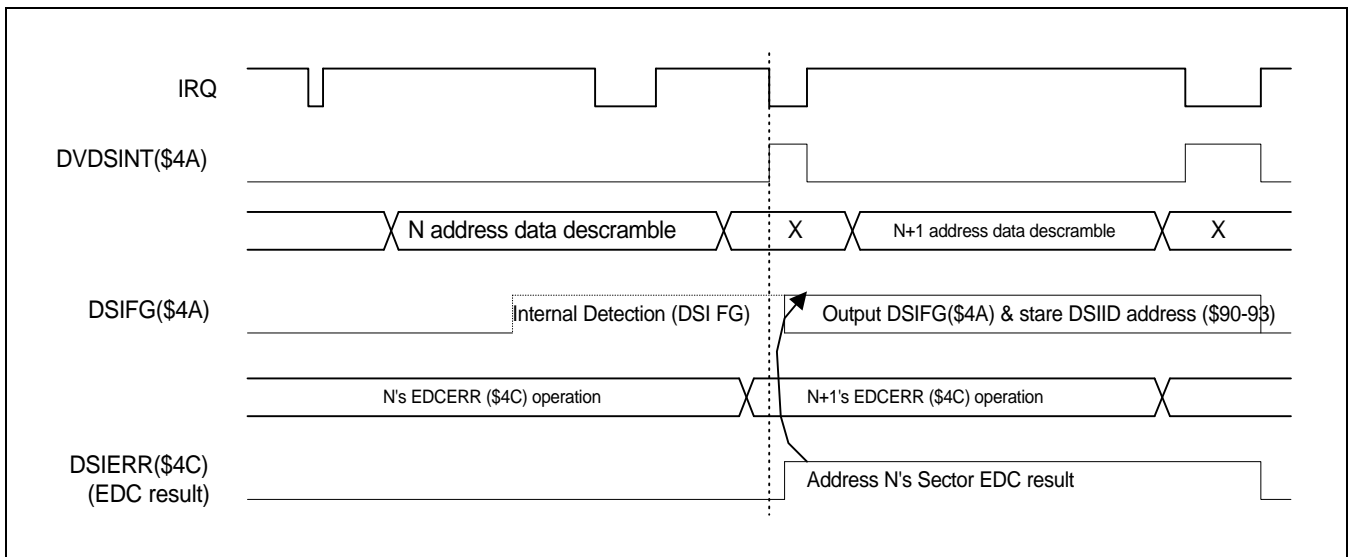 IRQ
DVDSINT($4A)
N address data descramble
X
N+1 address data descramble
X
DSIFG($4A)
Internal Detection (DSI FG)
Output DSIFG($4A) & stare DSIID address ($90-93)
N's EDCERR ($4C) operation
N+1's EDCERR ($4C) operation
DSIERR($4C)
(EDC result)
Address N's Sector EDC result